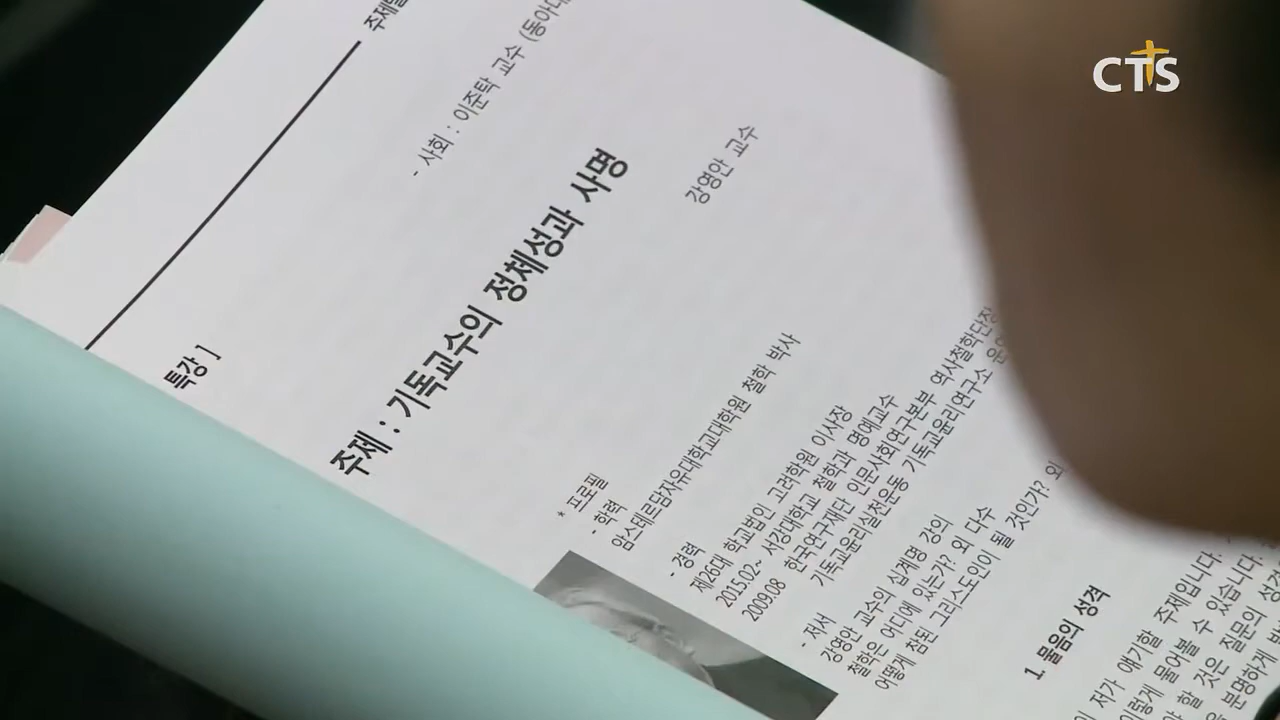 CTS
주제발
- 사회 : 이준탁 교수 (동아대
특강 1
주제 : 기독교수의 정체성과 사명
강영안 교수
* 프로필
- 학력
암스테르담자유대학교대학원 철학 박사
- 경력
제26대 학교법인 고려학원 이사장
2015.02~ 서강대학교 철학과 명예교수
2009.08 한국연구재단 인문사회연구본부 역사철학단장
기독교윤리실천운동 기독교윤리연구소
- 저서
강영안 교수의 십계명 강의
철학은 어디에 있는가? 외 다수
어떻게 참된 그리스도인이 될 것인가? 외
1. 물음의 성격
저가 얘기할 주제입니다.
이렇게 물어볼 수 있습니다.
할 것은 질문의 성격
분명하게